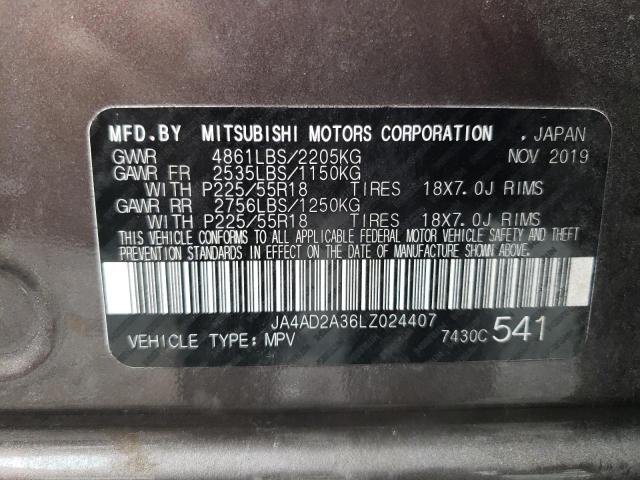 MFD.BY MITSUBISHI MOTORS CORPORATION . JAPAN
GVWR 4861LBS/2205KG NOV 2019
GAWR FR 2535LBS/1150KG
WITH P225/55R18 TIRES 18X7.0J RIMS
GAWR RR 2756LBS/1250KG
WITH P225/55R18 TIRES 18X7.0J RIMS
THIS VEHICLE CONFORMS TO ALL APPLICABLE FEDERAL MOTOR VEHICLE SAFETY AND THEFT
PREVENTION STANDARDS IN EFFECT ON THE DATE OF MANUFACTURE SHOWN ABOVE.
JA4AD2A36LZ024407
VEHICLE TYPE: MPV 7430C 541